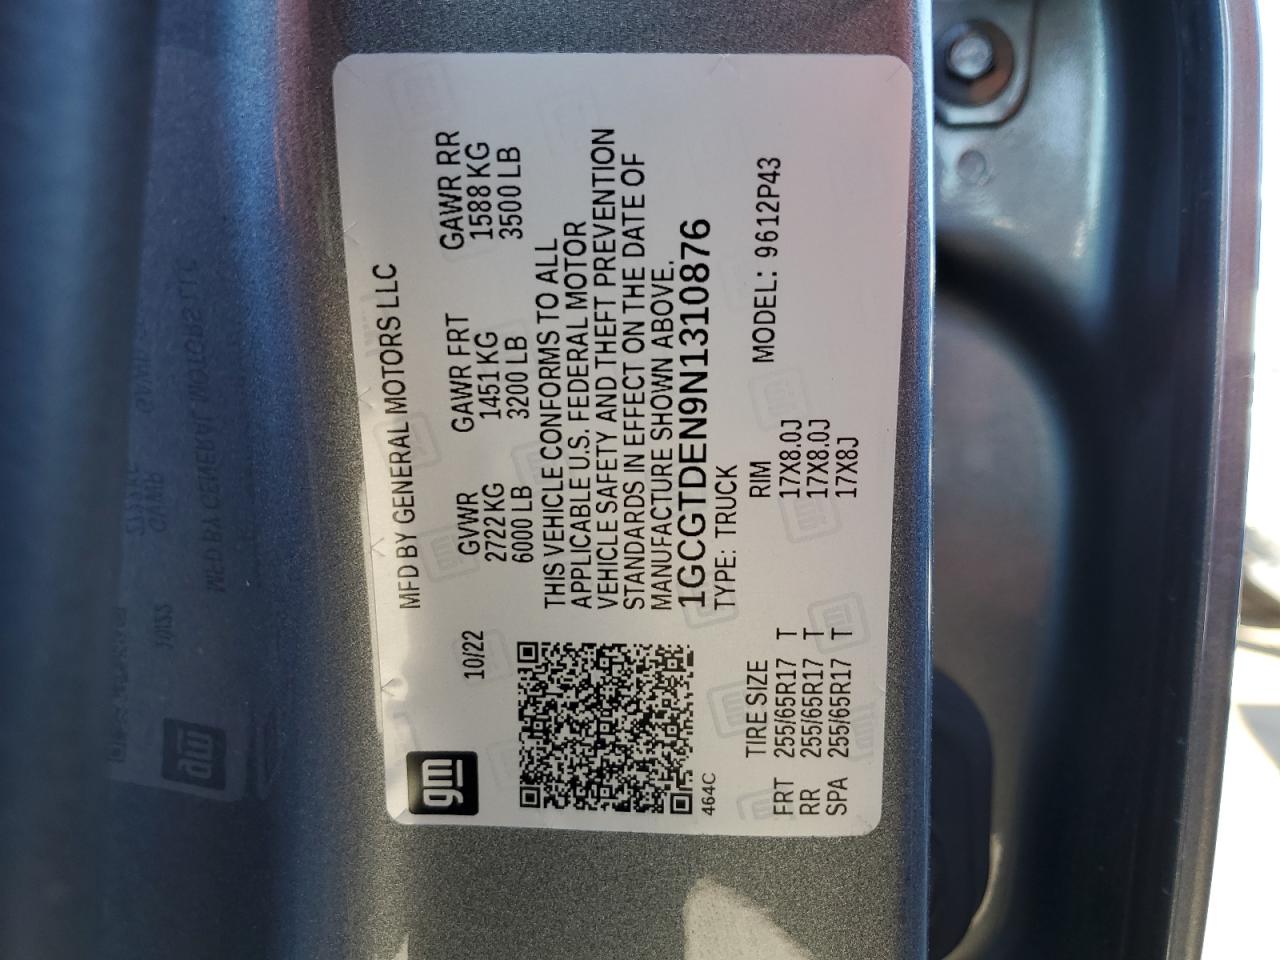 gm
MFD BY GENERAL MOTORS LLC
10/22 GVWR GAWR FRT GAWR RR
2722 KG 1451 KG 1588 KG
6000 LB 3200 LB 3500 LB
THIS VEHICLE CONFORMS TO ALL
APPLICABLE U.S. FEDERAL MOTOR
VEHICLE SAFETY AND THEFT PREVENTION
STANDARDS IN EFFECT ON THE DATE OF
MANUFACTURE SHOWN ABOVE.
1GCGTDEN9N1310876
464C TYPE: TRUCK
TIRE SIZE RIM MODEL: 9612P43
FRT 255/65R17 T 17X8.0J
RR 255/65R17 T 17X8.0J
SPA 255/65R17 T 17X8J